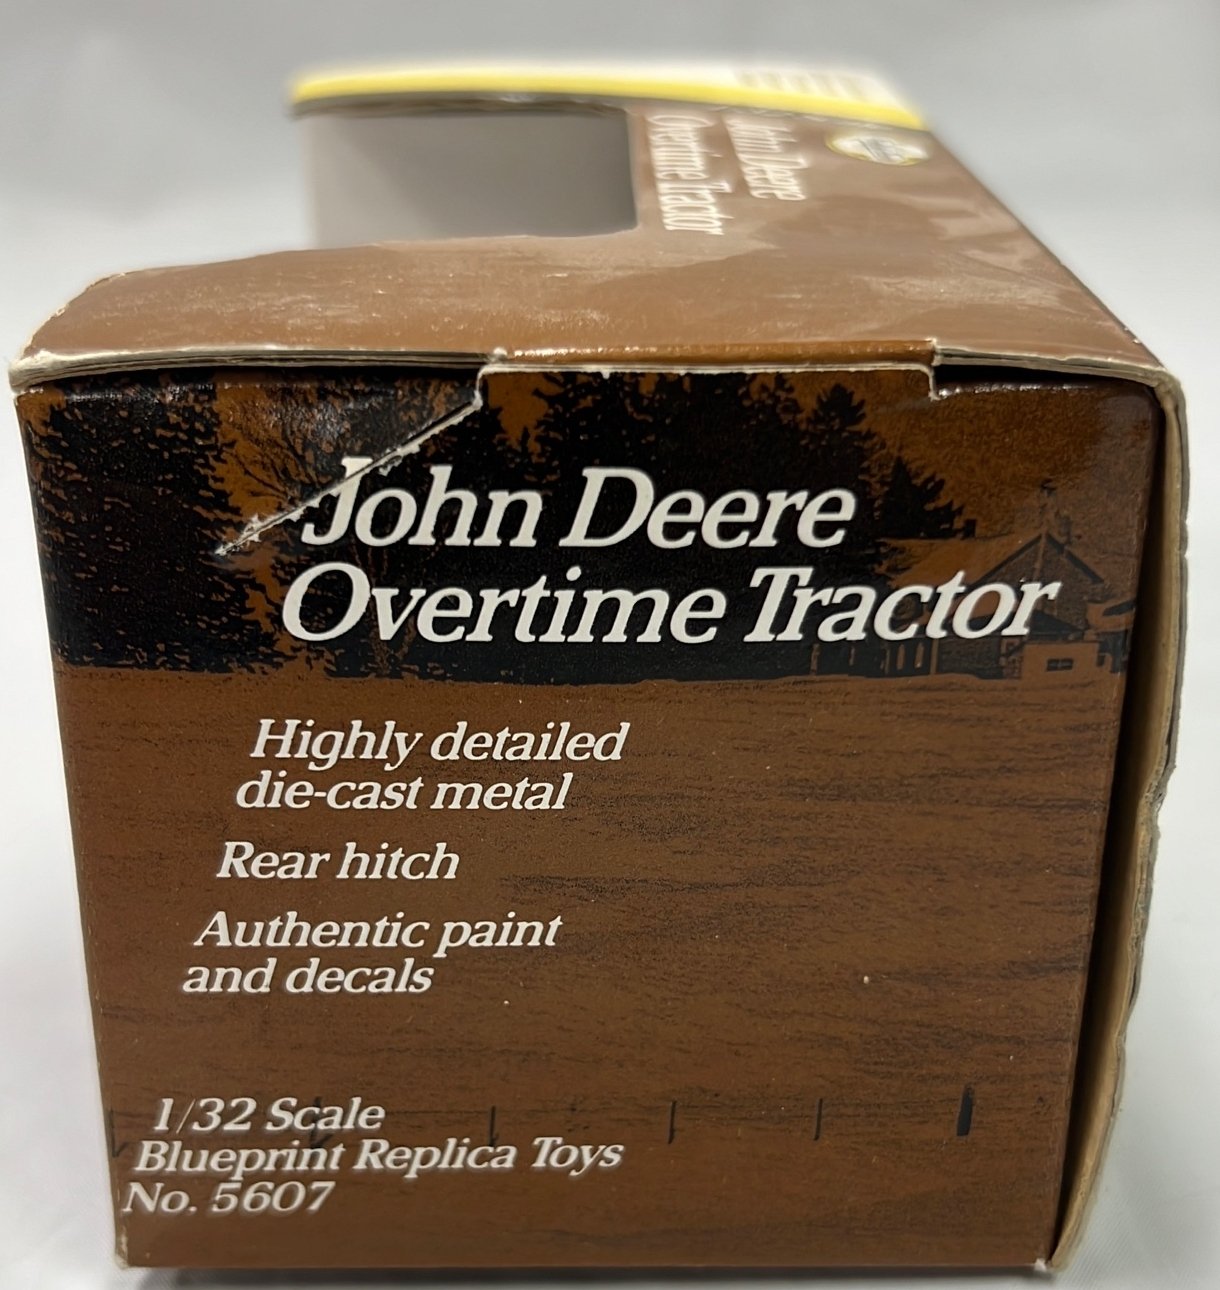 John Deere
Overtime Tractor
John Deere
Overtime Tractor
Highly detailed
die-cast metal
Rear hitch
Authentic paint
and decals
1/32 Scale
Blueprint Replica Toys
No. 5607